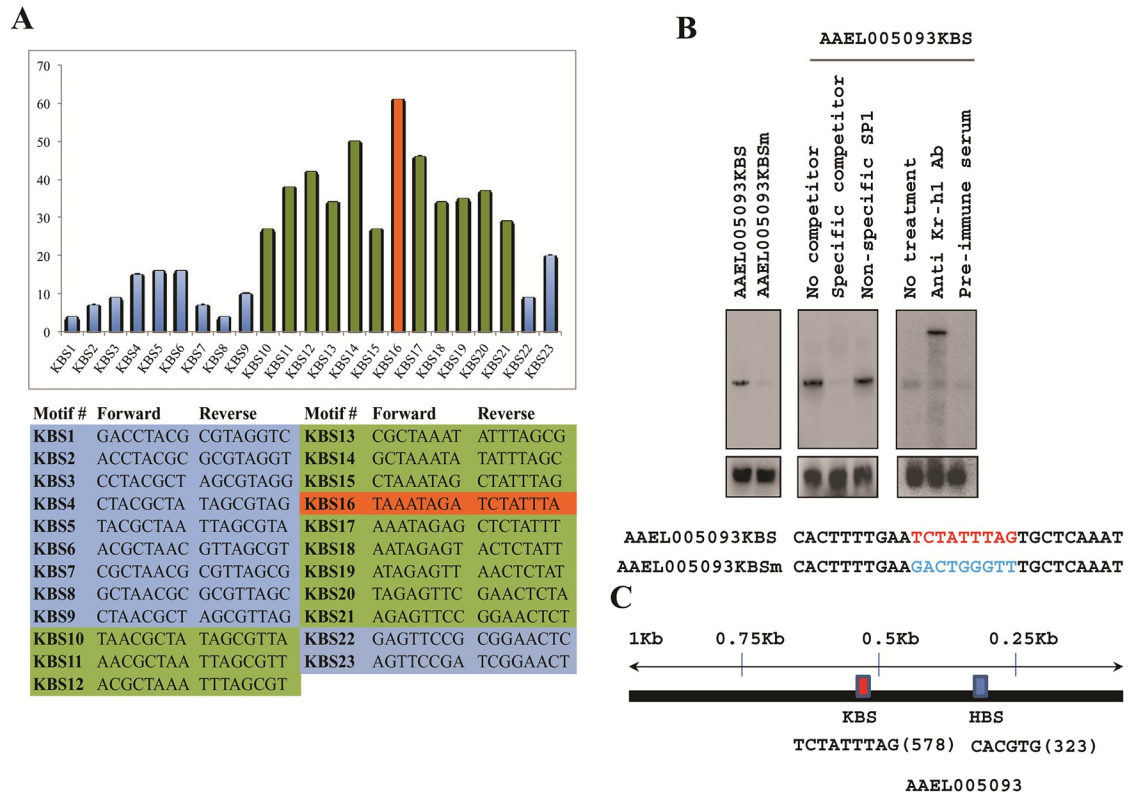 A
70
60
50
40
30
20
10
0
KBS1 KBS2 KBS3 KBS4 KBS5 KBS6 KBS7 KBS8 KBS9 KBS10 KBS11 KBS12 KBS13 KBS14 KBS15 KBS16 KBS17 KBS18 KBS19 KBS20 KBS21 KBS22 KBS23
Motif # Forward Reverse Motif # Forward Reverse
KBS1 GACCTACG CGTAGGTC KBS13 CGCTAAAT ATTTAGCG
KBS2 ACCTACGC GCGTAGGT KBS14 GCTAAATA TATTTAGC
KBS3 CCTACGCT AGCGTAGG KBS15 CTAAATAG CTATTTAG
KBS4 CTACGCTA TAGCGTAG KBS16 TAAATAGA TCTATTTA
KBS5 TACGCTAA TTAGCGTA KBS17 AAATAGAG CTCTATTT
KBS6 ACGCTAAC GTTAGCGT KBS18 AATAGAGT ACTCTATT
KBS7 CGCTAACG CGTTAGCG KBS19 ATAGAGTT AACTCTAT
KBS8 GCTAACGC GCGTTAGC KBS20 TAGAGTTC GAACTCTA
KBS9 CTAACGCT AGCGTTAG KBS21 AGAGTTCC GGAACTCT
KBS10 TAACGCTA TAGCGTTA KBS22 GAGTTCCG CGGAACTC
KBS11 AACGCTAA TTAGCGTT KBS23 AGTTCCGA TCGGAACT
KBS12 ACGCTAAA TTTAGCGT
B
AAEL005093KBS
AAEL005093KBS
AAEL005093KBSm
No competitor
Specific competitor
Non-specific SP1
No treatment
Anti Kr-h1 Ab
Pre-immune serum
AAEL005093KBS CACTTTTGAATCTATTTAGTGCTCAAAT
AAEL005093KBSm CACTTTTGAAGACTGGGTTTGCTCAAAT
C
1Kb 0.75Kb 0.5Kb 0.25Kb
KBS HBS
TCTATTTAG(578) CACGTG(323)
AAEL005093